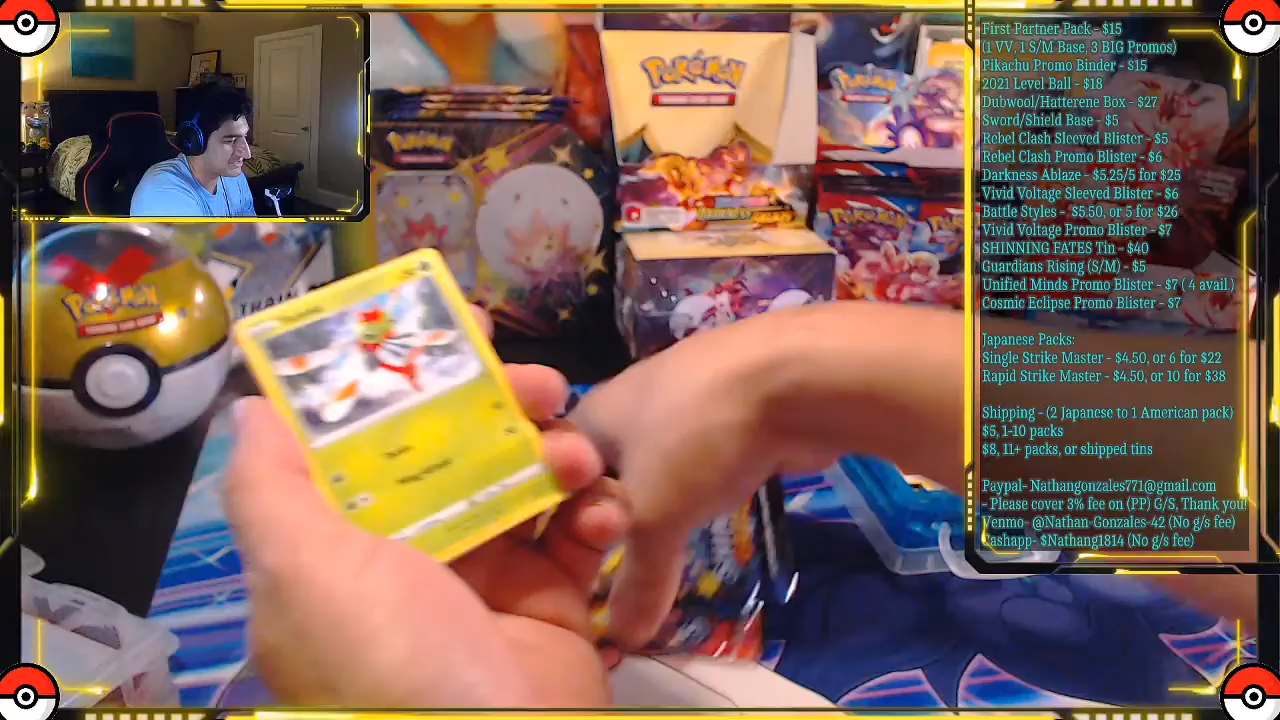 First Partner Pack - $15
(1 VV, 1 S/M Base, 3 BIG Promos)
Pikachu Promo Binder - $15
2021 Level Ball - $18
Dubwool/Hatterene Box - $27
Sword/Shield Base - $5
Rebel Clash Sleeved Blister - $5
Rebel Clash Promo Blister - $6
Darkness Ablaze - $5.25/5 for $25
Vivid Voltage Sleeved Blister - $6
Battle Styles - $5.50, or 5 for $26
Vivid Voltage Promo Blister - $7
SHINNING FATES Tin - $40
Guardians Rising (S/M) - $5
Unified Minds Promo Blister - $7 ( 4 avail.)
Cosmic Eclipse Promo Blister - $7
Japanese Packs:
Single Strike Master - $4.50, or 6 for $22
Rapid Strike Master - $4.50, or 10 for $38
Shipping - (2 Japanese to 1 American pack)
$5, 1-10 packs
$8, 11+ packs, or shipped tins
Paypal- Nathangonzales771@gmail.com
- Please cover 3% fee on (PP) G/S, Thank you!
Venmo- @Nathan-Gonzales-42 (No g/s fee)
Cashapp- $Nathang1814 (No g/s fee)
Pokémon
Pokémon
Pokémon
Pokémon
Pokémon
TRAIN